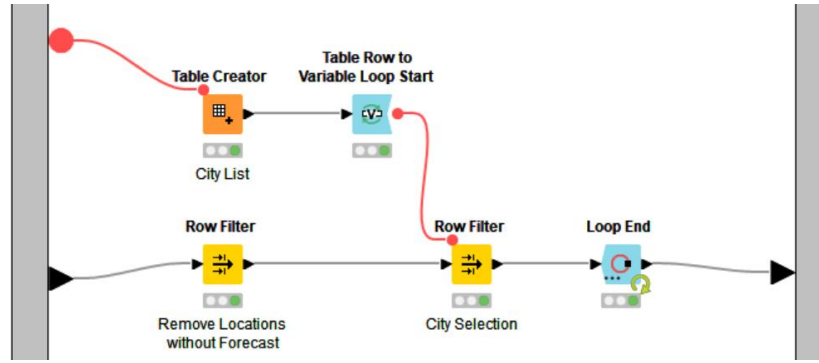 Table Creator
Table Row to
Variable Loop Start
V
City List
Row Filter
Row Filter
Loop End
Remove Locations
without Forecast
City Selection